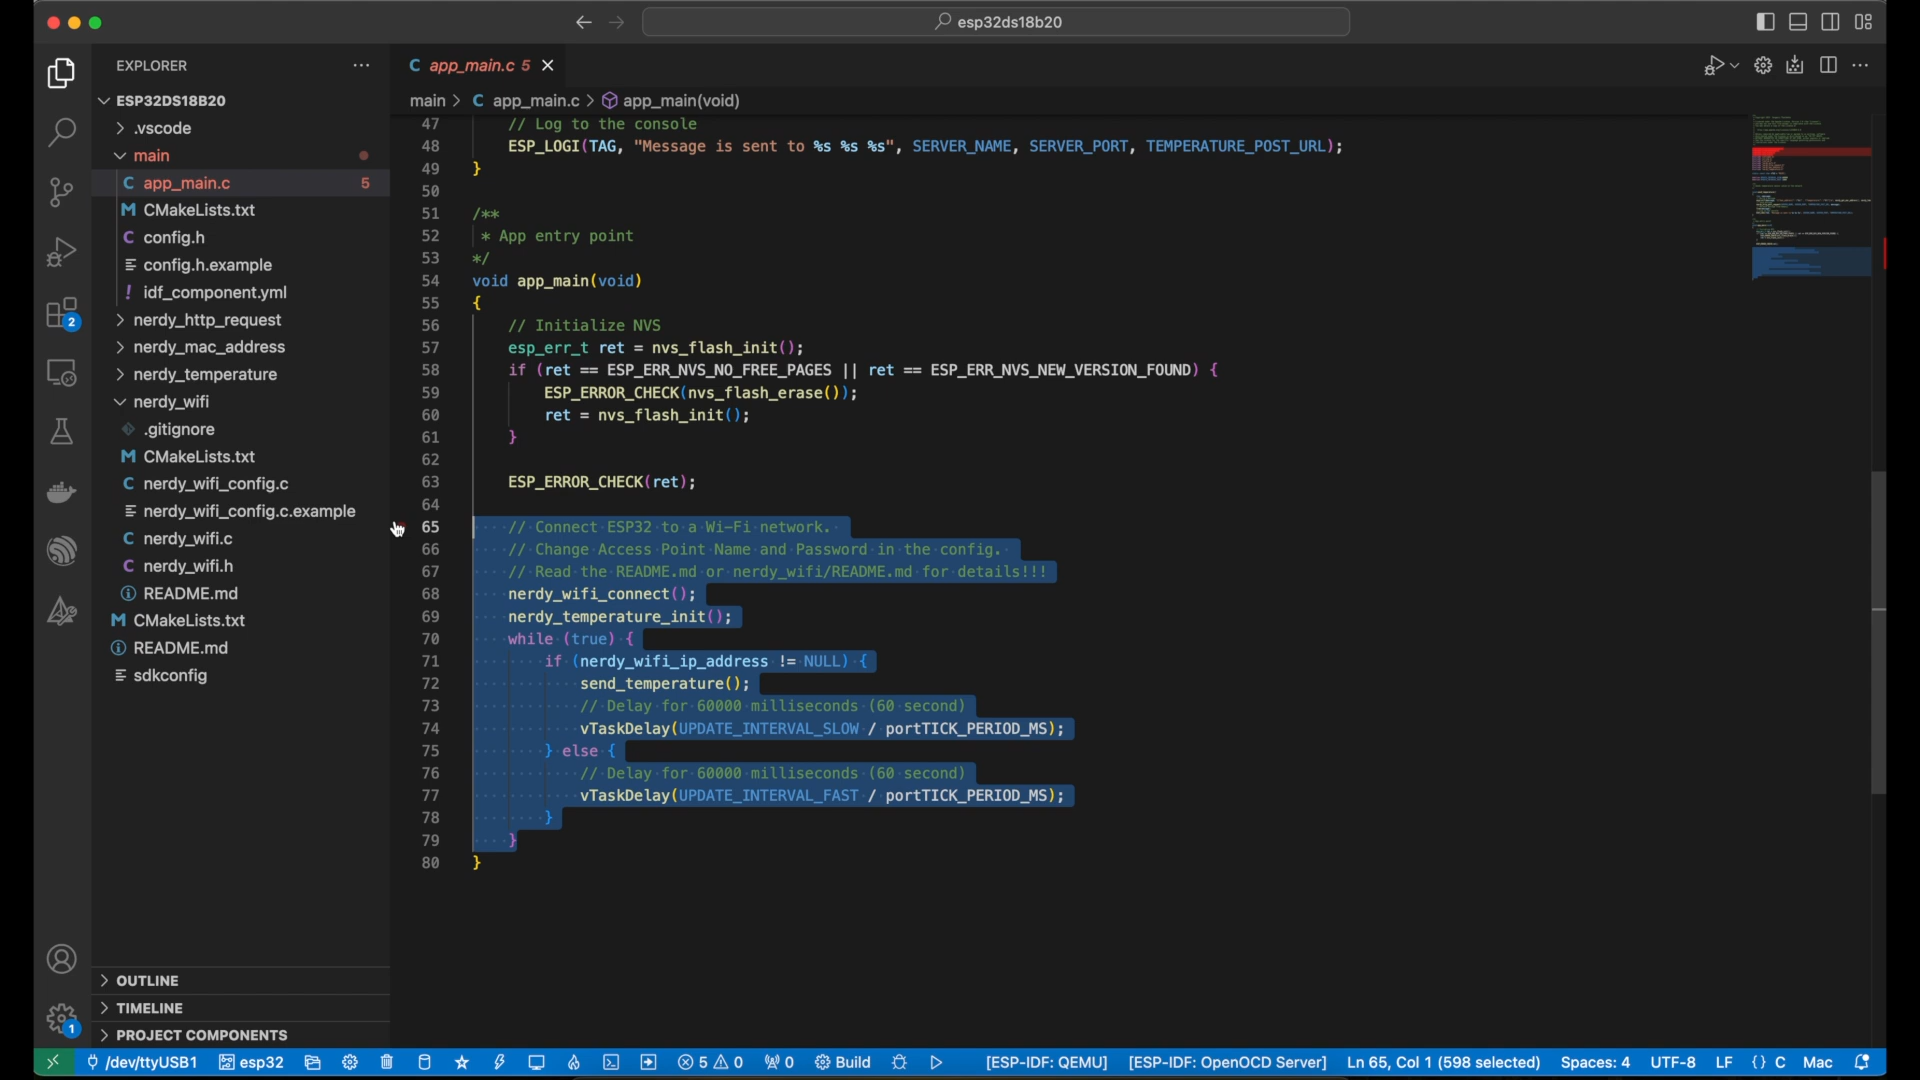 esp32ds18b20
EXPLORER
ESP32DS18B20
.vscode
main
C app_main.c 5
M CMakeLists.txt
C config.h
config.h.example
! idf_component.yml
nerdy_http_request
nerdy_mac_address
nerdy_temperature
nerdy_wifi
.gitignore
M CMakeLists.txt
C nerdy_wifi_config.c
nerdy_wifi_config.c.example
C nerdy_wifi.c
C nerdy_wifi.h
README.md
M CMakeLists.txt
README.md
sdkconfig
OUTLINE
TIMELINE
PROJECT COMPONENTS
2
1
C app_main.c 5
main > C app_main.c > app_main(void)
47 // Log to the console
48 ESP_LOGI(TAG, "Message is sent to %s %s %s", SERVER_NAME, SERVER_PORT, TEMPERATURE_POST_URL);
49 }
50
51 /**
52 * App entry point
53 */
54 void app_main(void)
55 {
56 // Initialize NVS
57 esp_err_t ret = nvs_flash_init();
58 if (ret == ESP_ERR_NVS_NO_FREE_PAGES || ret == ESP_ERR_NVS_NEW_VERSION_FOUND) {
59 ESP_ERROR_CHECK(nvs_flash_erase());
60 ret = nvs_flash_init();
61 }
62
63 ESP_ERROR_CHECK(ret);
64
65 // Connect ESP32 to a Wi-Fi network.
66 // Change Access Point Name and Password in the config.
67 // Read the README.md or nerdy_wifi/README.md for details!!!
68 nerdy_wifi_connect();
69 nerdy_temperature_init();
70 while (true) {
71 if (nerdy_wifi_ip_address != NULL) {
72 send_temperature();
73 // Delay for 60000 milliseconds (60 second)
74 vTaskDelay(UPDATE_INTERVAL_SLOW / portTICK_PERIOD_MS);
75 } else {
76 // Delay for 60000 milliseconds (60 second)
77 vTaskDelay(UPDATE_INTERVAL_FAST / portTICK_PERIOD_MS);
78 }
79 }
80 }
/dev/ttyUSB1 esp32 5 0 0 Build [ESP-IDF: QEMU] [ESP-IDF: OpenOCD Server] Ln 65, Col 1 (598 selected) Spaces: 4 UTF-8 LF {} C Mac